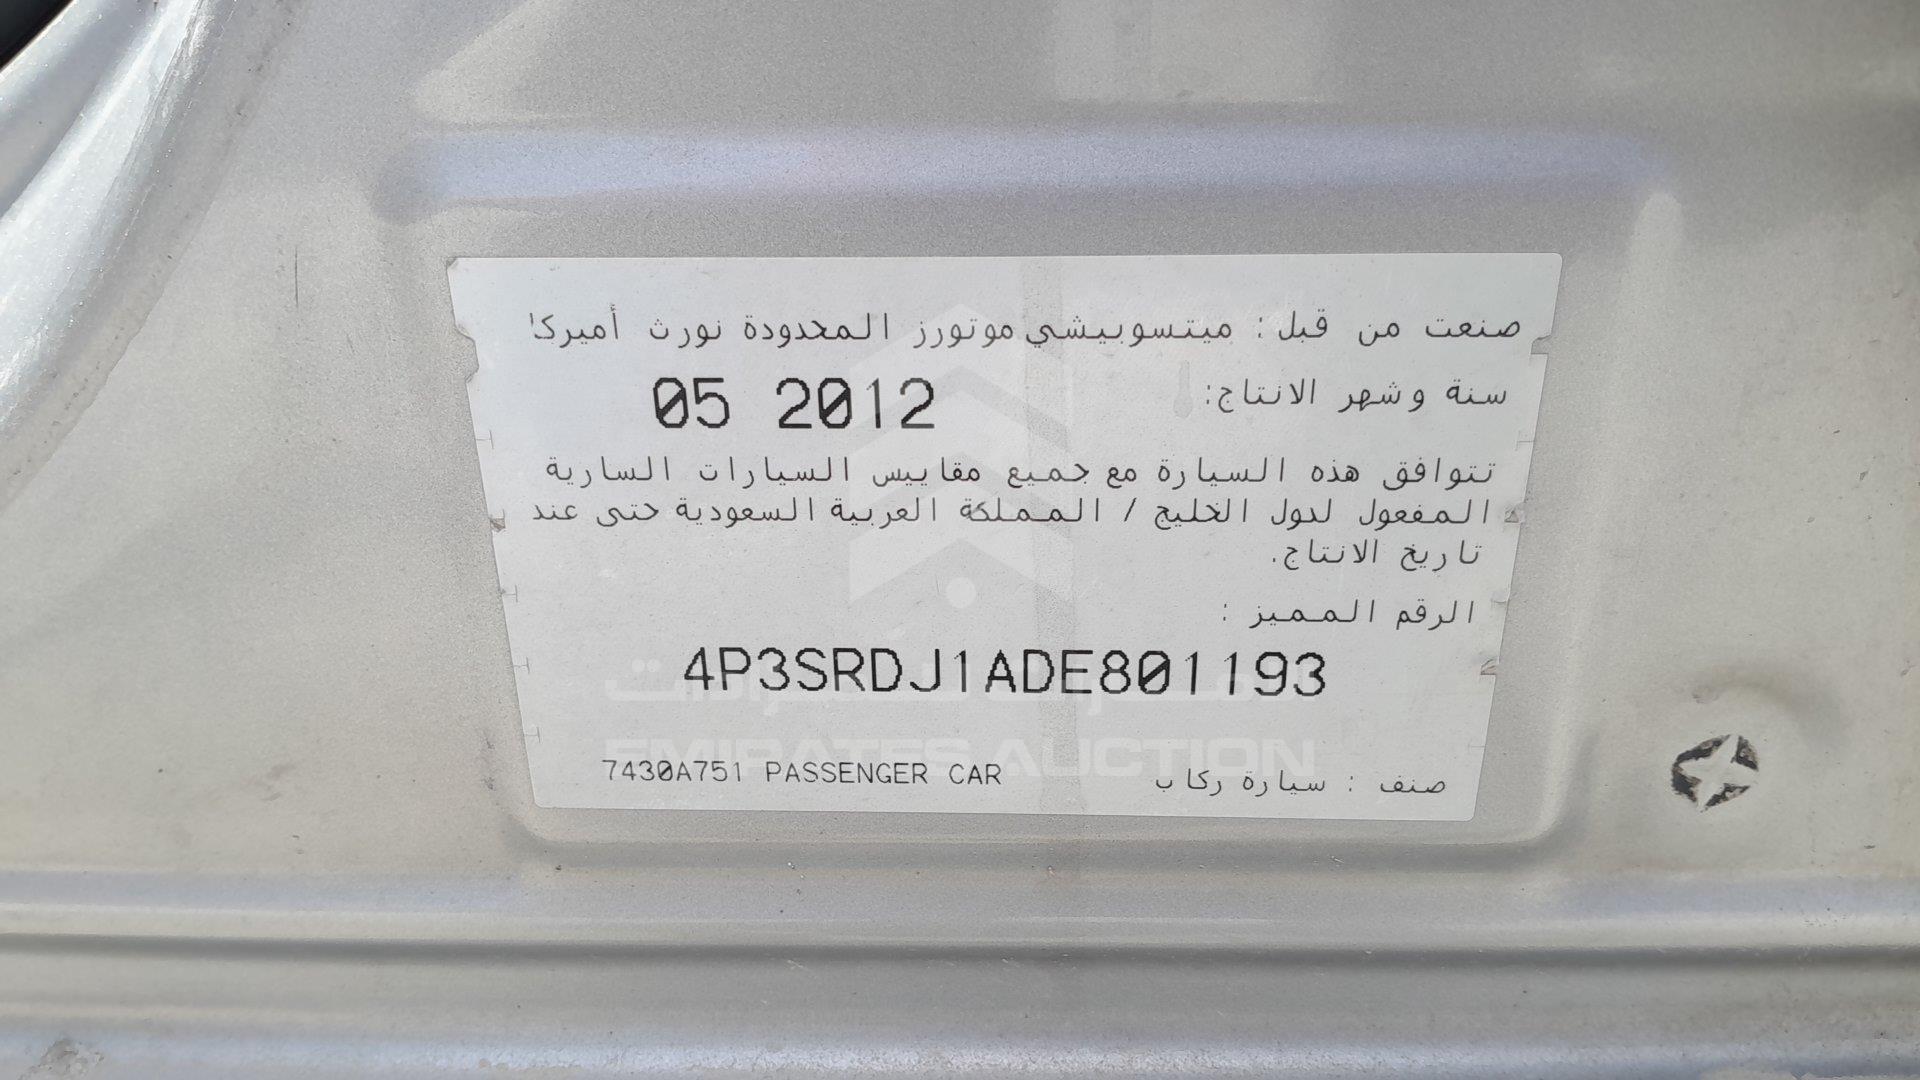 صنعت من قبل : ميتسوبيشي موتورز المحدودة نورث أميركا
سنة وشهر الانتاج:
05 2012
تتوافق هذه السيارة مع جميع مقاييس السيارات السارية
المفعول لدول الخليج / المملكة العربية السعودية حتى عند
تاريخ الانتاج.
الرقم المميز :
4P3SRDJ1ADE801193
الإمارات للمزادات
EMIRATES AUCTION
صنف : سيارة ركاب
7430A751 PASSENGER CAR